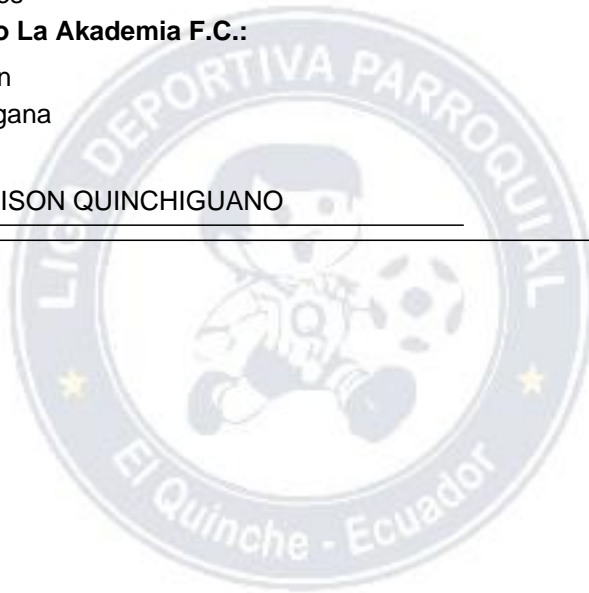 o La Akademia F.C.:
n
gana
ISON QUINCHIGUANO
LIGA DEPORTIVA PARROQUIAL
Q
El Quinche - Ecuador